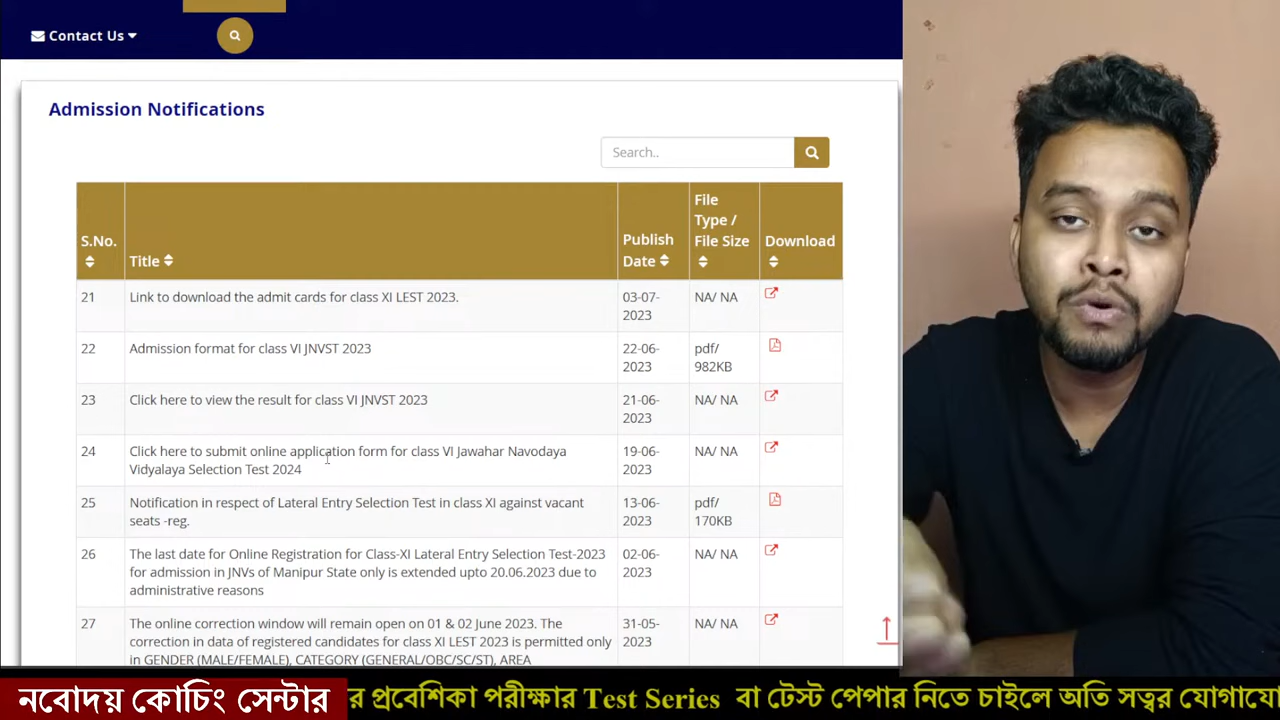 Contact Us
Admission Notifications
Search..
S.No.
Title
Publish Date
File Type / File Size
Download
21 Link to download the admit cards for class XI LEST 2023. 03-07-2023 NA/ NA
22 Admission format for class VI JNVST 2023 22-06-2023 pdf/ 982KB
23 Click here to view the result for class VI JNVST 2023 21-06-2023 NA/ NA
24 Click here to submit online application form for class VI Jawahar Navodaya
Vidyalaya Selection Test 2024 19-06-2023 NA/ NA
25 Notification in respect of Lateral Entry Selection Test in class XI against vacant
seats -reg. 13-06-2023 pdf/ 170KB
26 The last date for Online Registration for Class-XI Lateral Entry Selection Test-2023
for admission in JNVs of Manipur State only is extended upto 20.06.2023 due to
administrative reasons 02-06-2023 NA/ NA
27 The online correction window will remain open on 01 & 02 June 2023. The
correction in data of registered candidates for class XI LEST 2023 is permitted only
in GENDER (MALE/FEMALE), CATEGORY (GENERAL/OBC/SC/ST), AREA 31-05-2023 NA/ NA
নবোদয় কোচিং সেন্টার
র প্রবেশিকা পরীক্ষার Test Series বা টেস্ট পেপার নিতে চাইলে অতি সত্বর যোগাযো